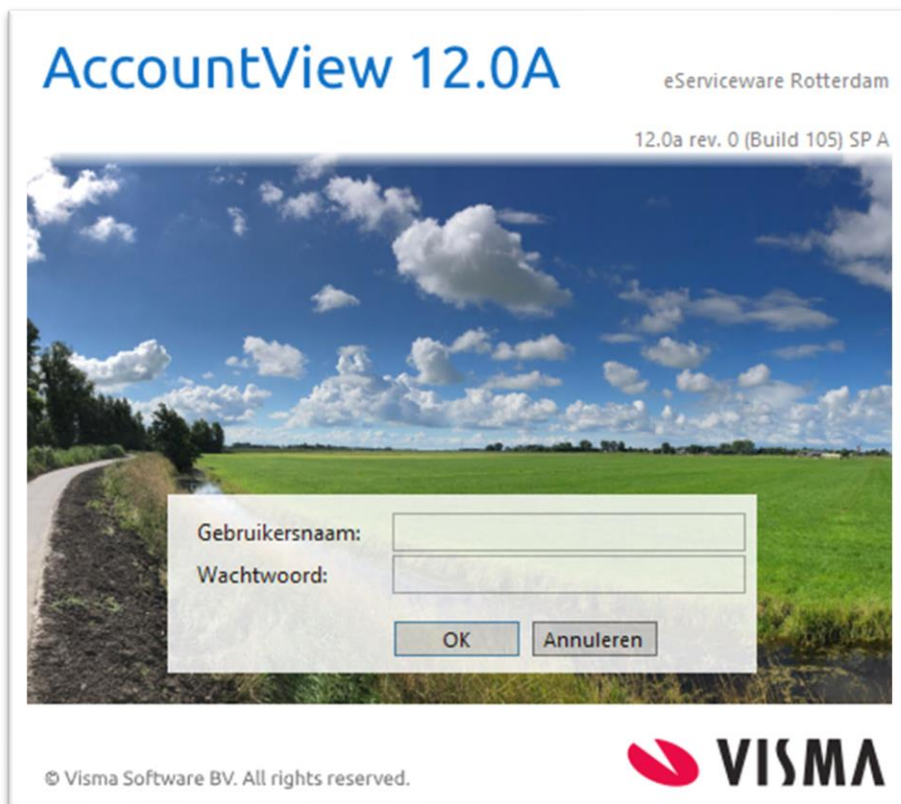 AccountView 12.0A
eServiceware Rotterdam
12.0a rev. 0 (Build 105) SP A
Gebruikersnaam:
Wachtwoord:
OK Annuleren
© Visma Software BV. All rights reserved.
VISMA